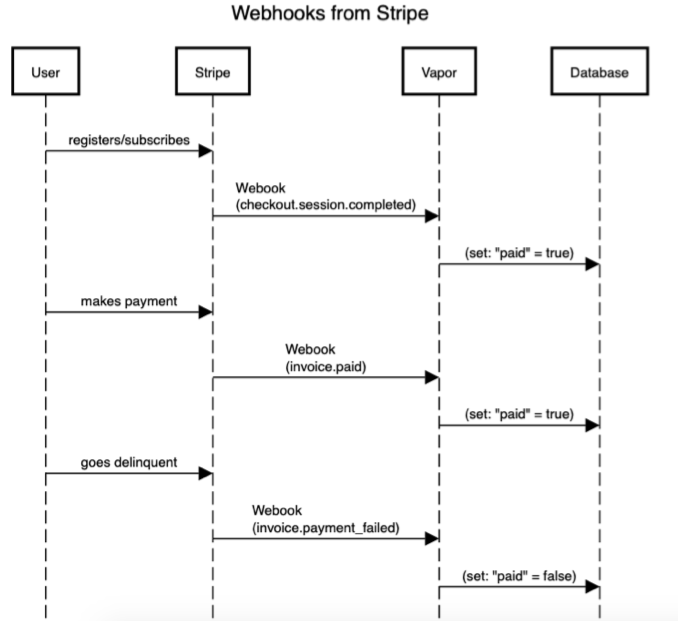 Webhooks from Stripe
User
Stripe
Vapor
Database
registers/subscribes
Webook
(checkout.session.completed)
(set: "paid" = true)
makes payment
Webook
(invoice.paid)
(set: "paid" = true)
goes delinquent
Webook
(invoice.payment_failed)
(set: "paid" = false)